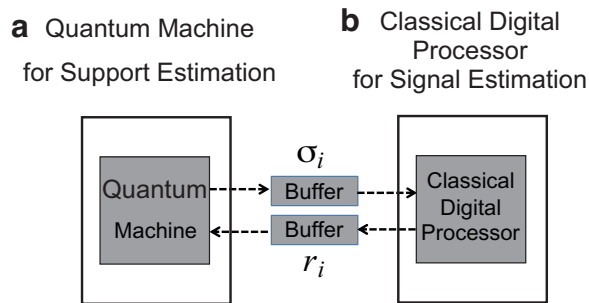 a Quantum Machine
for Support Estimation
b Classical Digital
Processor
for Signal Estimation
Quantum
Machine
σi
Buffer
Buffer
ri
Classical
Digital
Processor